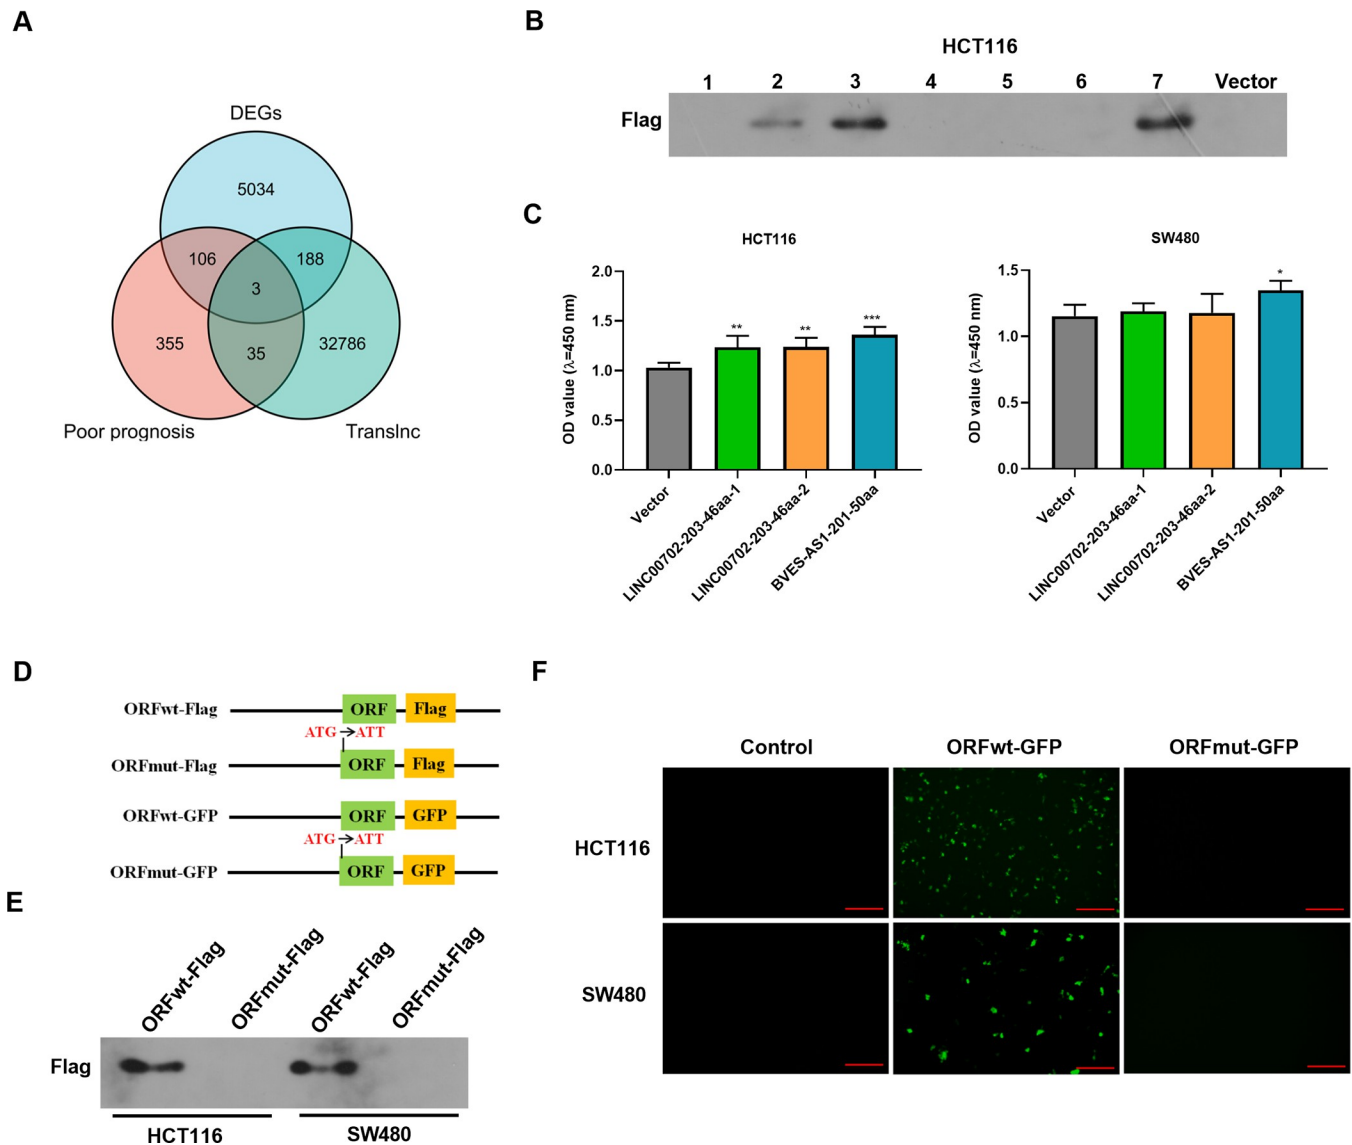 A
DEGs
5034
106
188
3
355
35
32786
Poor prognosis
Translnc
B
HCT116
1 2 3 4 5 6 7 Vector
Flag
C
HCT116
OD value (λ=450 nm)
2.0
1.5
1.0
0.5
0.0
**
**
***
Vector
LINC00702-203-46aa-1
LINC00702-203-46aa-2
BVES-AS1-201-50aa
SW480
OD value (λ=450 nm)
1.5
1.0
0.5
0.0
*
Vector
LINC00702-203-46aa-1
LINC00702-203-46aa-2
BVES-AS1-201-50aa
D
ORFwt-Flag ORF Flag
ATG→ATT
ORFmut-Flag ORF Flag
ORFwt-GFP ORF GFP
ATG→ATT
ORFmut-GFP ORF GFP
E
ORFwt-Flag
ORFmut-Flag
ORFwt-Flag
ORFmut-Flag
Flag
HCT116 SW480
F
Control ORFwt-GFP ORFmut-GFP
HCT116
SW480